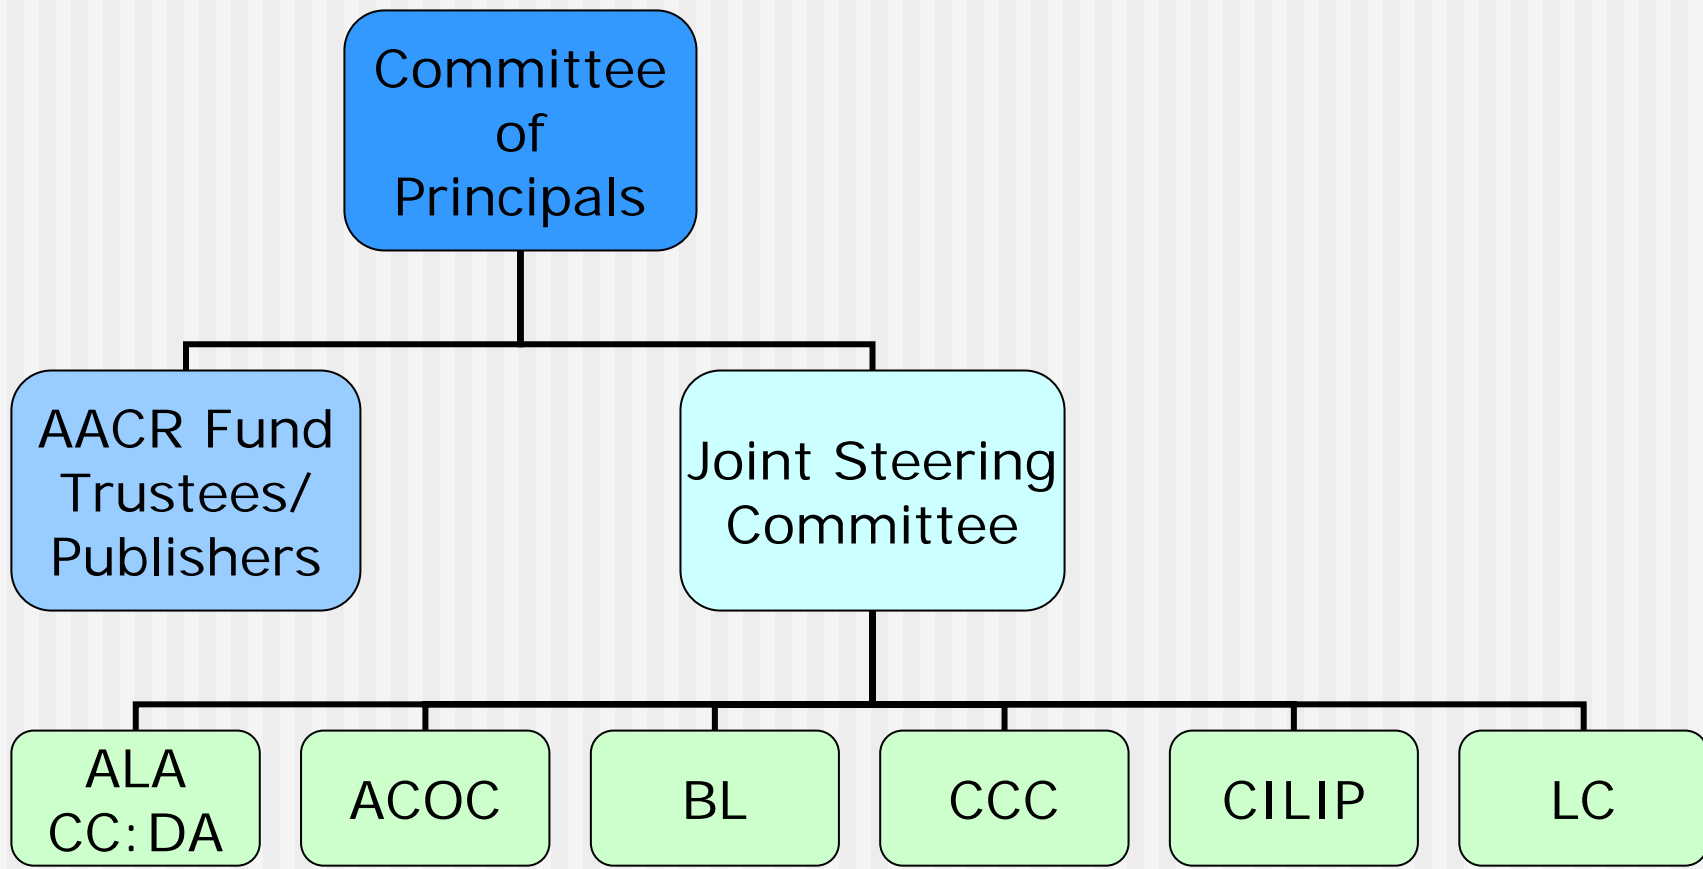 Committee
of
Principals
AACR Fund
Trustees/
Publishers
Joint Steering
Committee
ALA
CC:DA
ACOC
BL
CCC
CILIP
LC